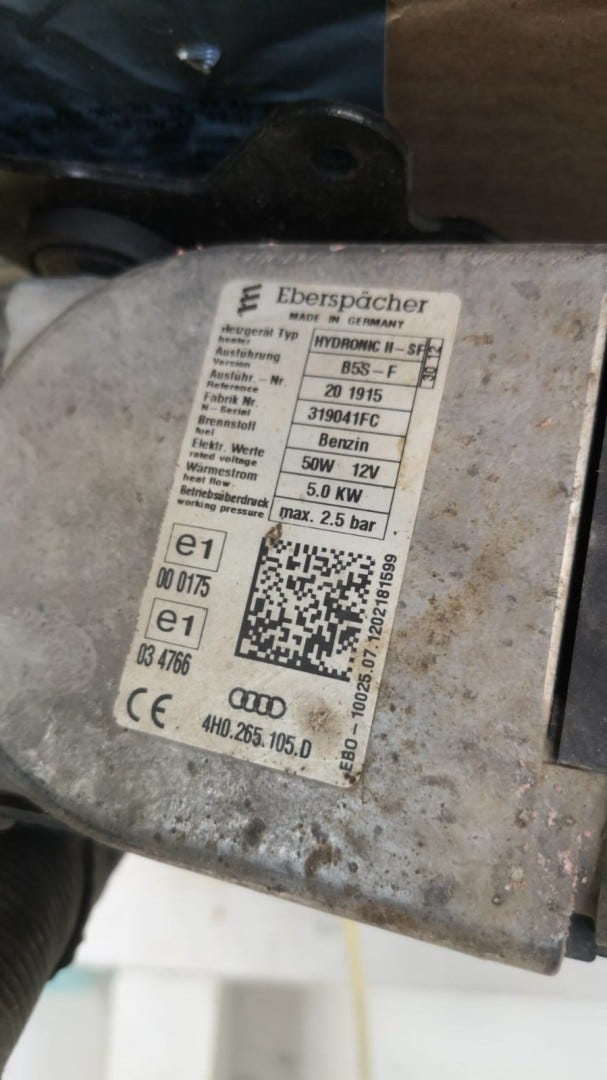 Eberspächer
MADE IN GERMANY
Heizgerät Typ
heater
HYDRONIC II-SF
30 12
Ausführung
Version
B5S-F
Ausführ.-Nr.
Reference
20 1915
Fabrik Nr.
N-Serial
319041FC
Brennstoff
fuel
Benzin
Elektr. Werte
rated voltage
50W 12V
Wärmestrom
heat flow
5.0 KW
Betriebsüberdruck
working pressure
max. 2.5 bar
e1
00 0175
e1
03 4766
CE
4H0.265.105.D
EBO-10025.07.1202181599